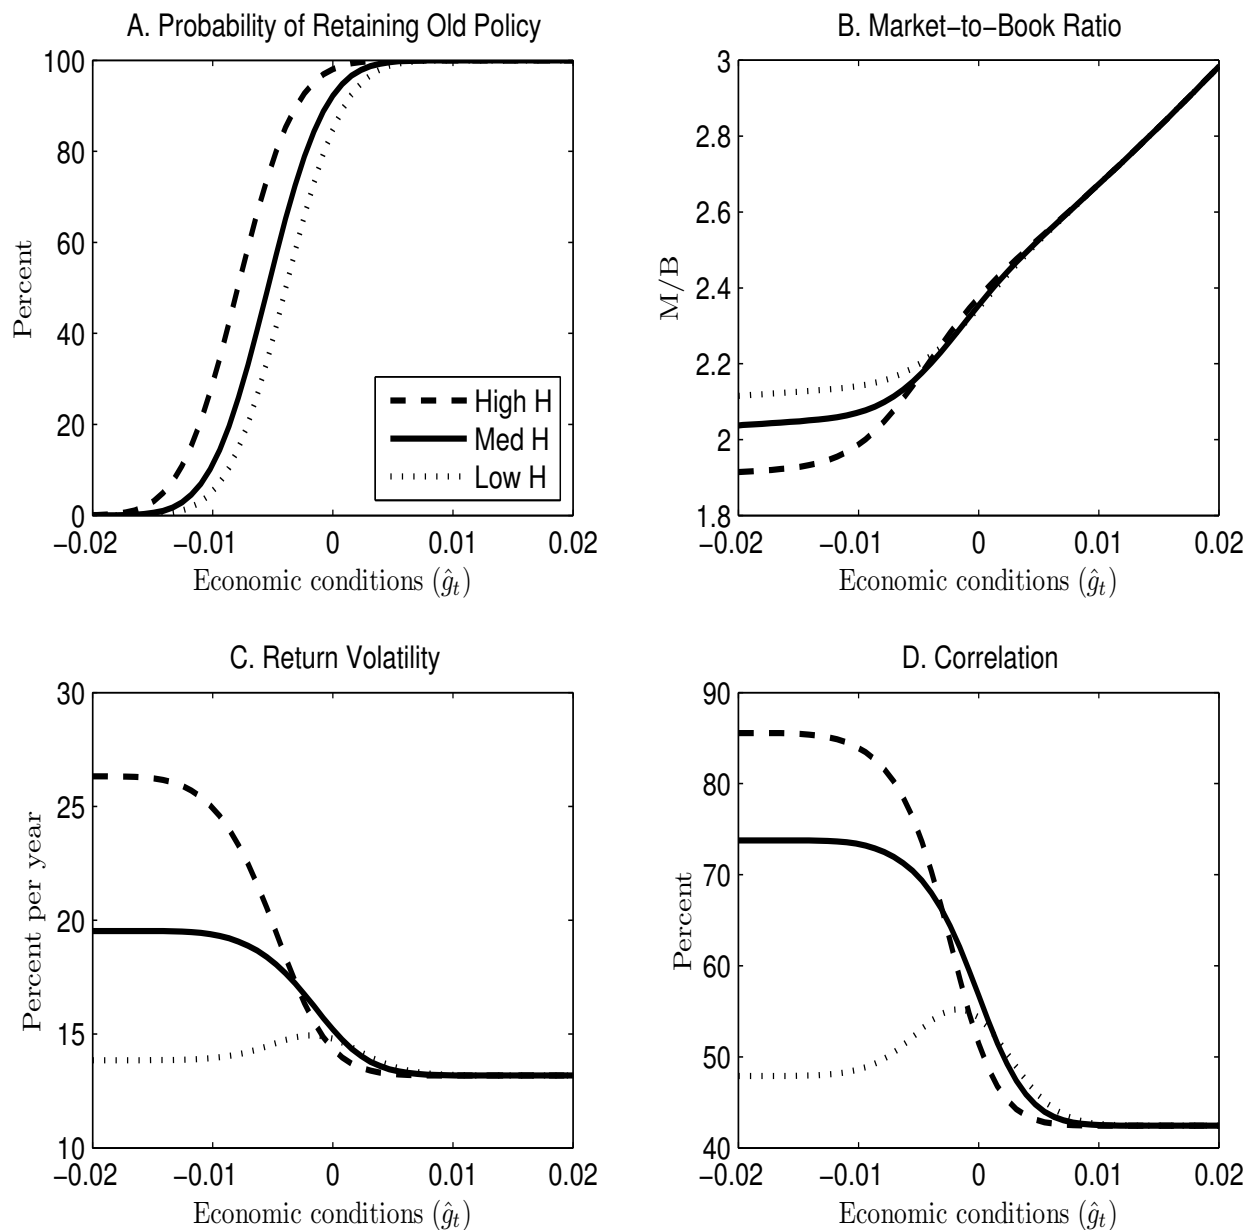 A. Probability of Retaining Old Policy
100
80
60
40
20
0
Percent
High H
Med H
Low H
−0.02 −0.01 0 0.01 0.02
Economic conditions (ĝt)
B. Market−to−Book Ratio
3
2.8
2.6
2.4
2.2
2
1.8
M/B
−0.02 −0.01 0 0.01 0.02
Economic conditions (ĝt)
C. Return Volatility
30
25
20
15
10
Percent per year
−0.02 −0.01 0 0.01 0.02
Economic conditions (ĝt)
D. Correlation
90
80
70
60
50
40
Percent
−0.02 −0.01 0 0.01 0.02
Economic conditions (ĝt)